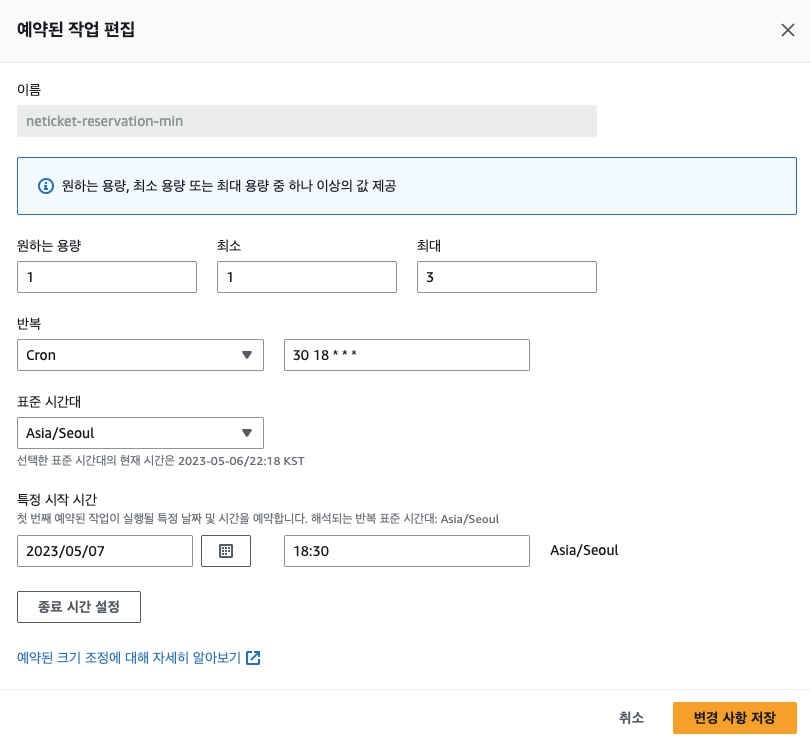 예약된 작업 편집
이름
neticket-reservation-min
원하는 용량, 최소 용량 또는 최대 용량 중 하나 이상의 값 제공
원하는 용량 최소 최대
1 1 3
반복
Cron 30 18 * * *
표준 시간대
Asia/Seoul
선택한 표준 시간대의 현재 시간은 2023-05-06/22:18 KST
특정 시작 시간
첫 번째 예약된 작업이 실행될 특정 날짜 및 시간을 예약합니다. 해석되는 반복 표준 시간대: Asia/Seoul
2023/05/07 18:30 Asia/Seoul
종료 시간 설정
예약된 크기 조정에 대해 자세히 알아보기
취소 변경 사항 저장